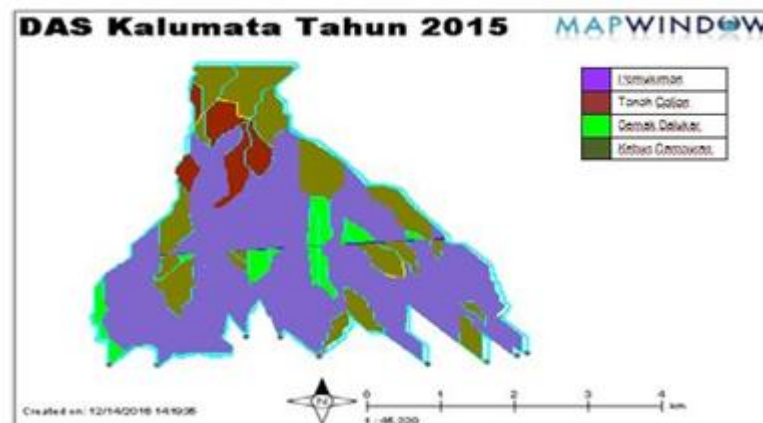 DAS Kalumata Tahun 2015
MAPWINDOW
Pemukiman
Tanah Galian
Semak Belukar
Kebun Campuran
N
0 1 2 3 4
km
Created on: 12/14/2016